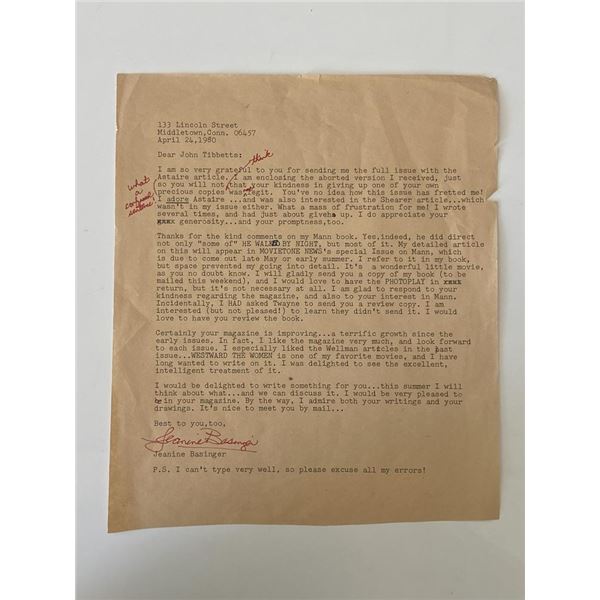 133 Lincoln Street
Middletown,Conn. 06457
April 24,1980
Dear John Tibbetts:
think
I am so very grateful to you for sending me the full issue with the
Astaire article. I am enclosing the aborted version I received, just
so you will not that your kindness in giving up one of your own
precious copies was legit. You've no idea how this issue has fretted me!
I adore Astaire ...and was also interested in the Shearer article...which
wasn't in my issue either. What a mass of frustration for me! I wrote
several times, and had just about given up. I do appreciate your
xxxx generosity...and your promptness,too.
what
a
confused
sentence
Thanks for the kind comments on my Mann book. Yes,indeed, he did direct
not only "some of" HE WALKED BY NIGHT, but most of it. My detailed article
on this will appear in MOVIETONE NEWS's special Issue on Mann, which
is due to come out late May or early summer. I refer to it in my book,
but space prevented my going into detail. It's a wonderful little movie,
as you no doubt know. I will gladly send you a copy of my book (to be
mailed this weekend), and I would love to have the PHOTOPLAY in xxxx
return, but it's not necessary at all. I am glad to respond to your
kindness regarding the magazine, and also to your interest in Mann.
Incidentally, I HAD asked Twayne to send you a review copy. I am
interested (but not pleased!) to learn they didn't send it. I would
love to have you review the book.
Certainly your magazine is improving...a terrific growth since the
early issues. In fact, I like the magazine very much, and look forward
to each issue. I especially liked the Wellman articles in the past
issue...WESTWARD THE WOMEN is one of my favorite movies, and I have
long wanted to write on it. I was delighted to see the excellent,
intelligent treatment of it.
I would be delighted to write something for you...this summer I will
think about what...and we can discuss it. I would be very pleased to
be in your magazine. By the way, I admire both your writings and your
drawings. It's nice to meet you by mail...
Best to you,too,
Jeanine Basinger
Jeanine Basinger
P.S. I can't type very well, so please excuse all my errors!